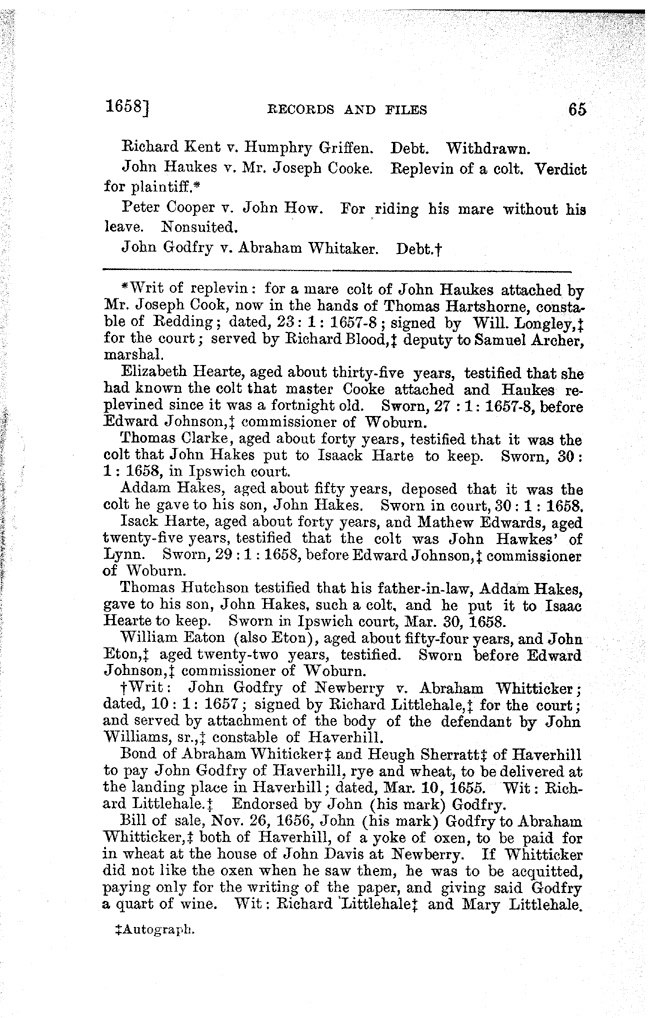 1658] RECORDS AND FILES 65
Richard Kent v. Humphry Griffen. Debt. Withdrawn.
John Haukes v. Mr. Joseph Cooke. Replevin of a colt. Verdict
for plaintiff.*
Peter Cooper v. John How. For riding his mare without his
leave. Nonsuited.
John Godfry v. Abraham Whitaker. Debt.†
*Writ of replevin: for a mare colt of John Haukes attached by
Mr. Joseph Cook, now in the hands of Thomas Hartshorne, consta-
ble of Redding; dated, 23: 1: 1657-8; signed by Will. Longley,‡
for the court; served by Richard Blood,‡ deputy to Samuel Archer,
marshal.
Elizabeth Hearte, aged about thirty-five years, testified that she
had known the colt that master Cooke attached and Haukes re-
plevined since it was a fortnight old. Sworn, 27 : 1: 1657-8, before
Edward Johnson,‡ commissioner of Woburn.
Thomas Clarke, aged about forty years, testified that it was the
colt that John Hakes put to Isaack Harte to keep. Sworn, 30:
1: 1658, in Ipswich court.
Addam Hakes, aged about fifty years, deposed that it was the
colt he gave to his son, John Hakes. Sworn in court, 30: 1: 1658.
Isack Harte, aged about forty years, and Mathew Edwards, aged
twenty-five years, testified that the colt was John Hawkes' of
Lynn. Sworn, 29: 1: 1658, before Edward Johnson,‡ commissioner
of Woburn.
Thomas Hutchson testified that his father-in-law, Addam Hakes,
gave to his son, John Hakes, such a colt, and he put it to Isaac
Hearte to keep. Sworn in Ipswich court, Mar. 30, 1658.
William Eaton (also Eton), aged about fifty-four years, and John
Eton,‡ aged twenty-two years, testified. Sworn before Edward
Johnson,‡ commissioner of Woburn.
†Writ: John Godfry of Newberry v. Abraham Whitticker;
dated, 10: 1: 1657; signed by Richard Littlehale,‡ for the court;
and served by attachment of the body of the defendant by John
Williams, sr.,‡ constable of Haverhill.
Bond of Abraham Whiticker‡ and Heugh Sherratt‡ of Haverhill
to pay John Godfry of Haverhil, rye and wheat, to be delivered at
the landing place in Haverhill; dated, Mar. 10, 1655. Wit: Rich-
ard Littlehale.‡ Endorsed by John (his mark) Godfry.
Bill of sale, Nov. 26, 1656, John (his mark) Godfry to Abraham
Whitticker,‡ both of Haverhill, of a yoke of oxen, to be paid for
in wheat at the house of John Davis at Newberry. If Whitticker
did not like the oxen when he saw them, he was to be acquitted,
paying only for the writing of the paper, and giving said Godfry
a quart of wine. Wit: Richard Littlehale‡ and Mary Littlehale.
‡Autograph.